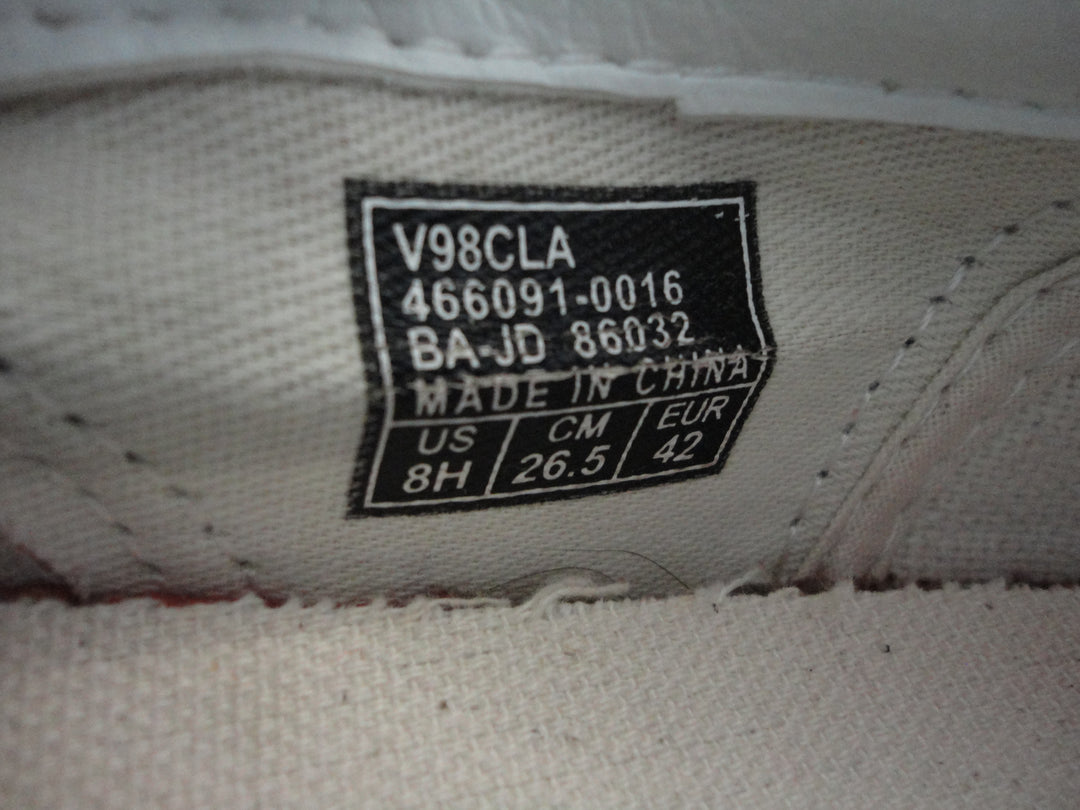 V98CLA
466091-0016
BA-JD 86032
MADE IN CHINA
US CM EUR
8H 26.5 42